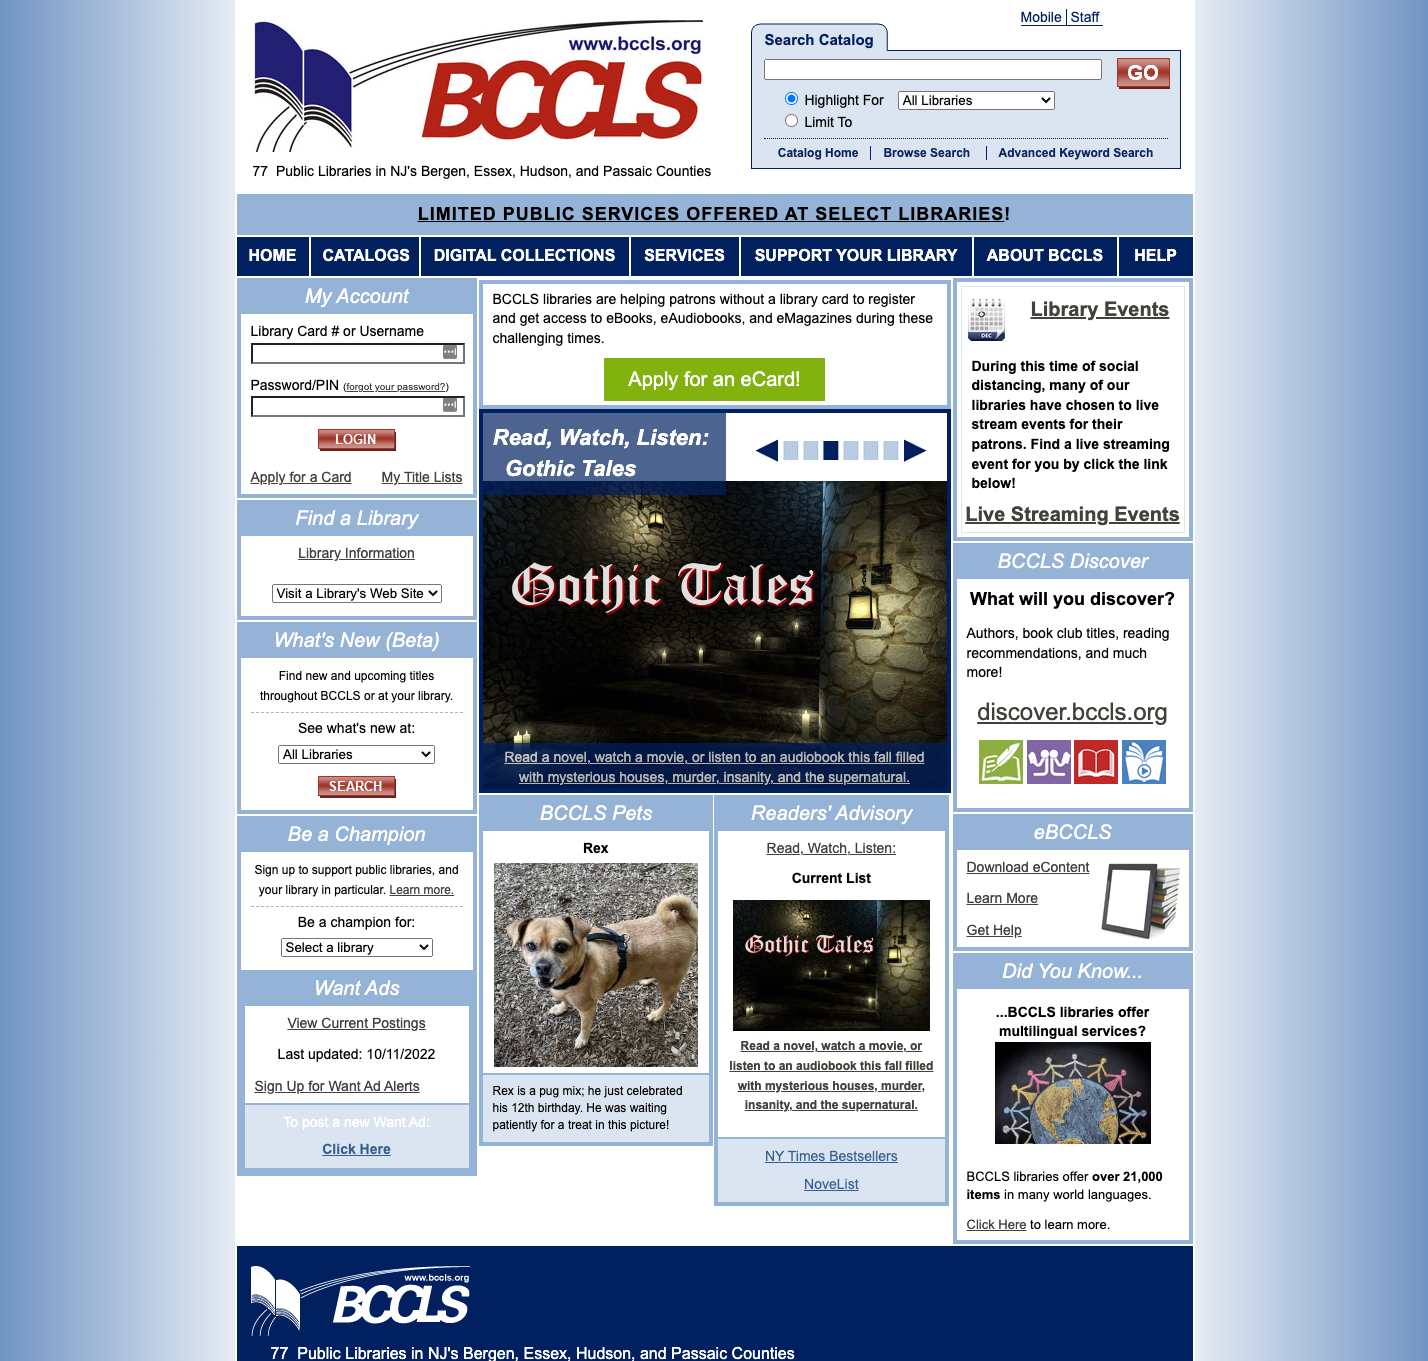 Mobile Staff
www.bccls.org
BCCLS
77 Public Libraries in NJ's Bergen, Essex, Hudson, and Passaic Counties
Search Catalog
GO
Highlight For All Libraries
Limit To
Catalog Home Browse Search Advanced Keyword Search
LIMITED PUBLIC SERVICES OFFERED AT SELECT LIBRARIES!
HOME CATALOGS DIGITAL COLLECTIONS SERVICES SUPPORT YOUR LIBRARY ABOUT BCCLS HELP
My Account
Library Card # or Username
Password/PIN (forgot your password?)
LOGIN
Apply for a Card My Title Lists
Find a Library
Library Information
Visit a Library's Web Site
What's New (Beta)
Find new and upcoming titles
throughout BCCLS or at your library.
See what's new at:
All Libraries
SEARCH
Be a Champion
Sign up to support public libraries, and
your library in particular. Learn more.
Be a champion for:
Select a library
Want Ads
View Current Postings
Last updated: 10/11/2022
Sign Up for Want Ad Alerts
To post a new Want Ad:
Click Here
BCCLS libraries are helping patrons without a library card to register
and get access to eBooks, eAudiobooks, and eMagazines during these
challenging times.
Apply for an eCard!
Read, Watch, Listen:
Gothic Tales
Gothic Tales
Read a novel, watch a movie, or listen to an audiobook this fall filled
with mysterious houses, murder, insanity, and the supernatural.
BCCLS Pets
Rex
Rex is a pug mix; he just celebrated
his 12th birthday. He was waiting
patiently for a treat in this picture!
Readers' Advisory
Read, Watch, Listen:
Current List
Gothic Tales
Read a novel, watch a movie, or
listen to an audiobook this fall filled
with mysterious houses, murder,
insanity, and the supernatural.
NY Times Bestsellers
NoveList
DEC
Library Events
During this time of social
distancing, many of our
libraries have chosen to live
stream events for their
patrons. Find a live streaming
event for you by click the link
below!
Live Streaming Events
BCCLS Discover
What will you discover?
Authors, book club titles, reading
recommendations, and much
more!
discover.bccls.org
eBCCLS
Download eContent
Learn More
Get Help
Did You Know...
...BCCLS libraries offer
multilingual services?
BCCLS libraries offer over 21,000
items in many world languages.
Click Here to learn more.
www.bccls.org
BCCLS
77 Public Libraries in NJ's Bergen, Essex, Hudson, and Passaic Counties